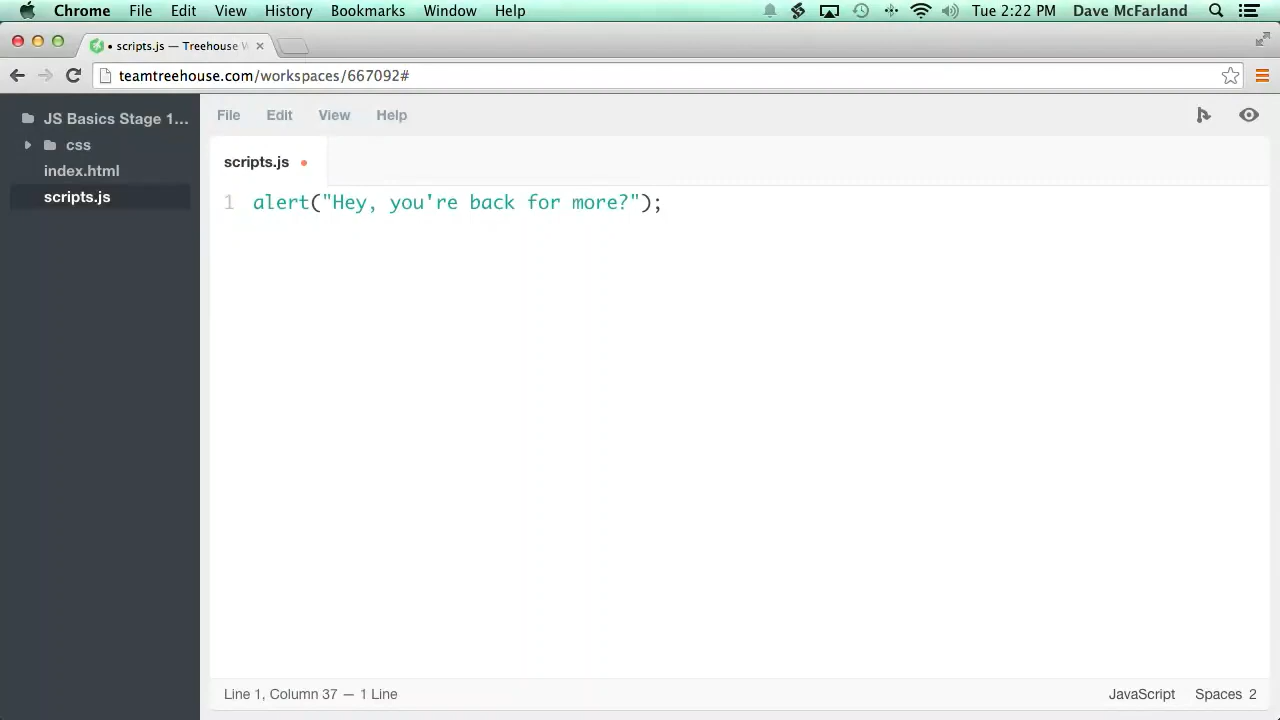 Chrome File Edit View History Bookmarks Window Help Tue 2:22 PM Dave McFarland
• scripts.js — Treehouse W
teamtreehouse.com/workspaces/667092#
JS Basics Stage 1...
css
index.html
scripts.js
File Edit View Help
scripts.js
1 alert("Hey, you're back for more?");
Line 1, Column 37 — 1 Line JavaScript Spaces 2